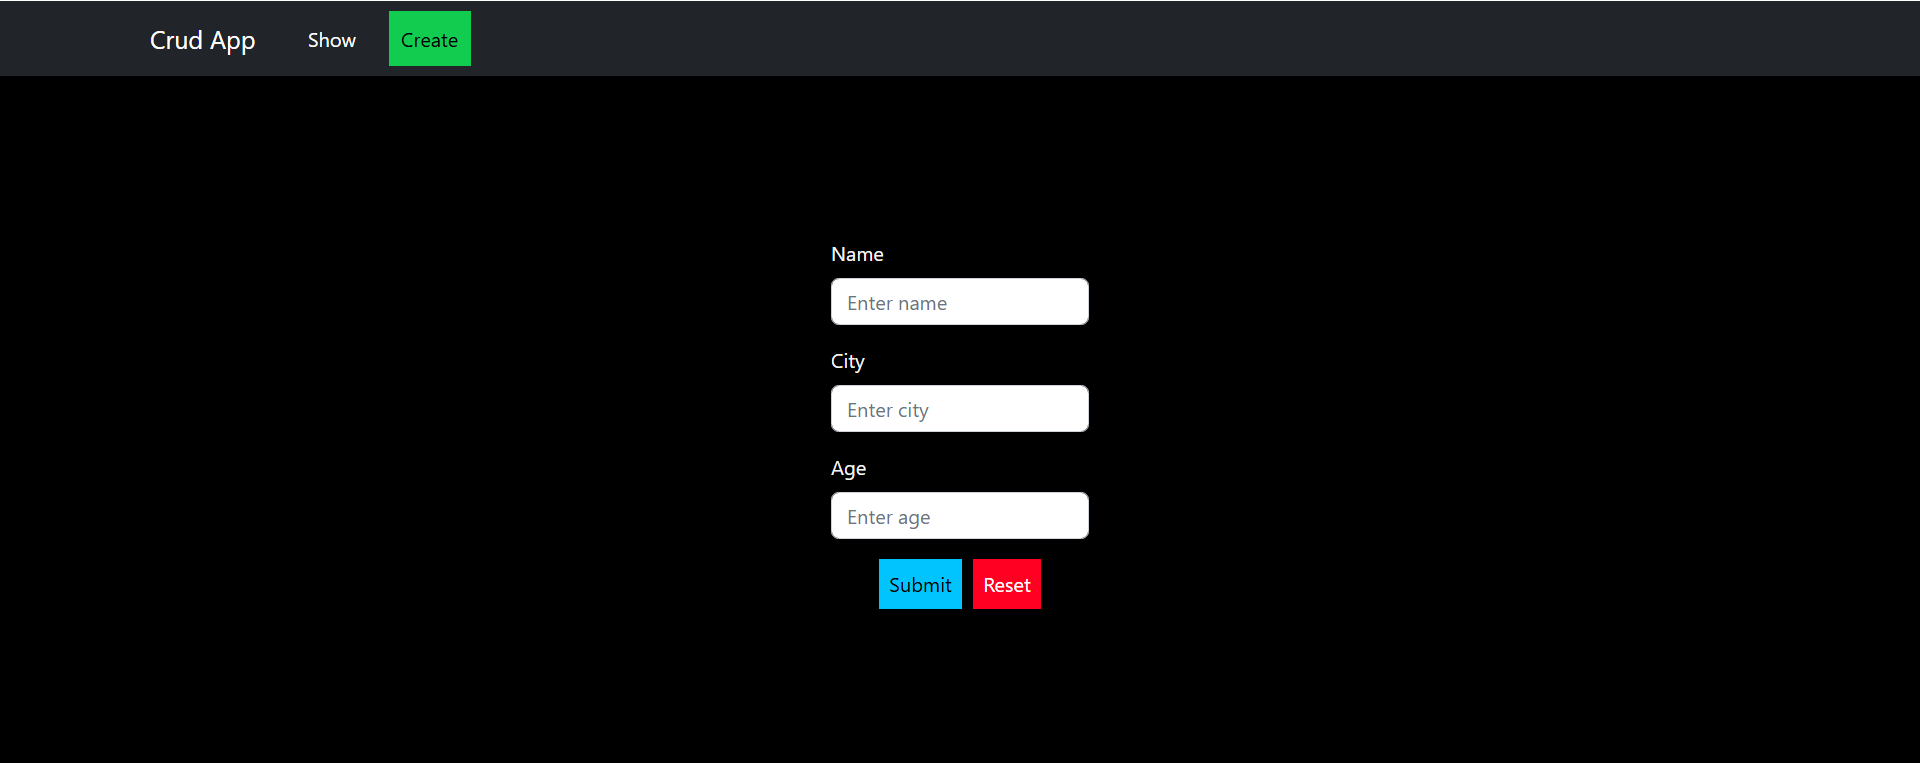 Crud App Show Create
Name
Enter name
City
Enter city
Age
Enter age
Submit Reset